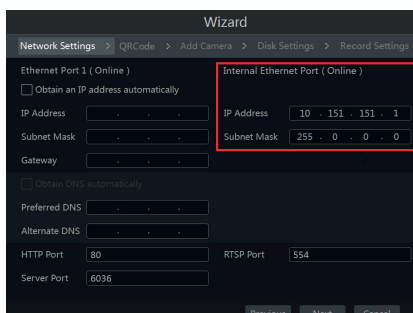 Wizard
Network Settings > QRCode > Add Camera > Disk Settings > Record Settings
Ethernet Port 1 ( Online )
Internal Ethernet Port ( Online )
Obtain an IP address automatically
IP Address . . .
IP Address 10 . 151 . 151 . 1
Subnet Mask . . .
Subnet Mask 255 . 0 . 0 . 0
Gateway . . .
Obtain DNS automatically
Preferred DNS . . .
Alternate DNS . . .
HTTP Port 80
RTSP Port 554
Server Port 6036
Previous Next Cancel